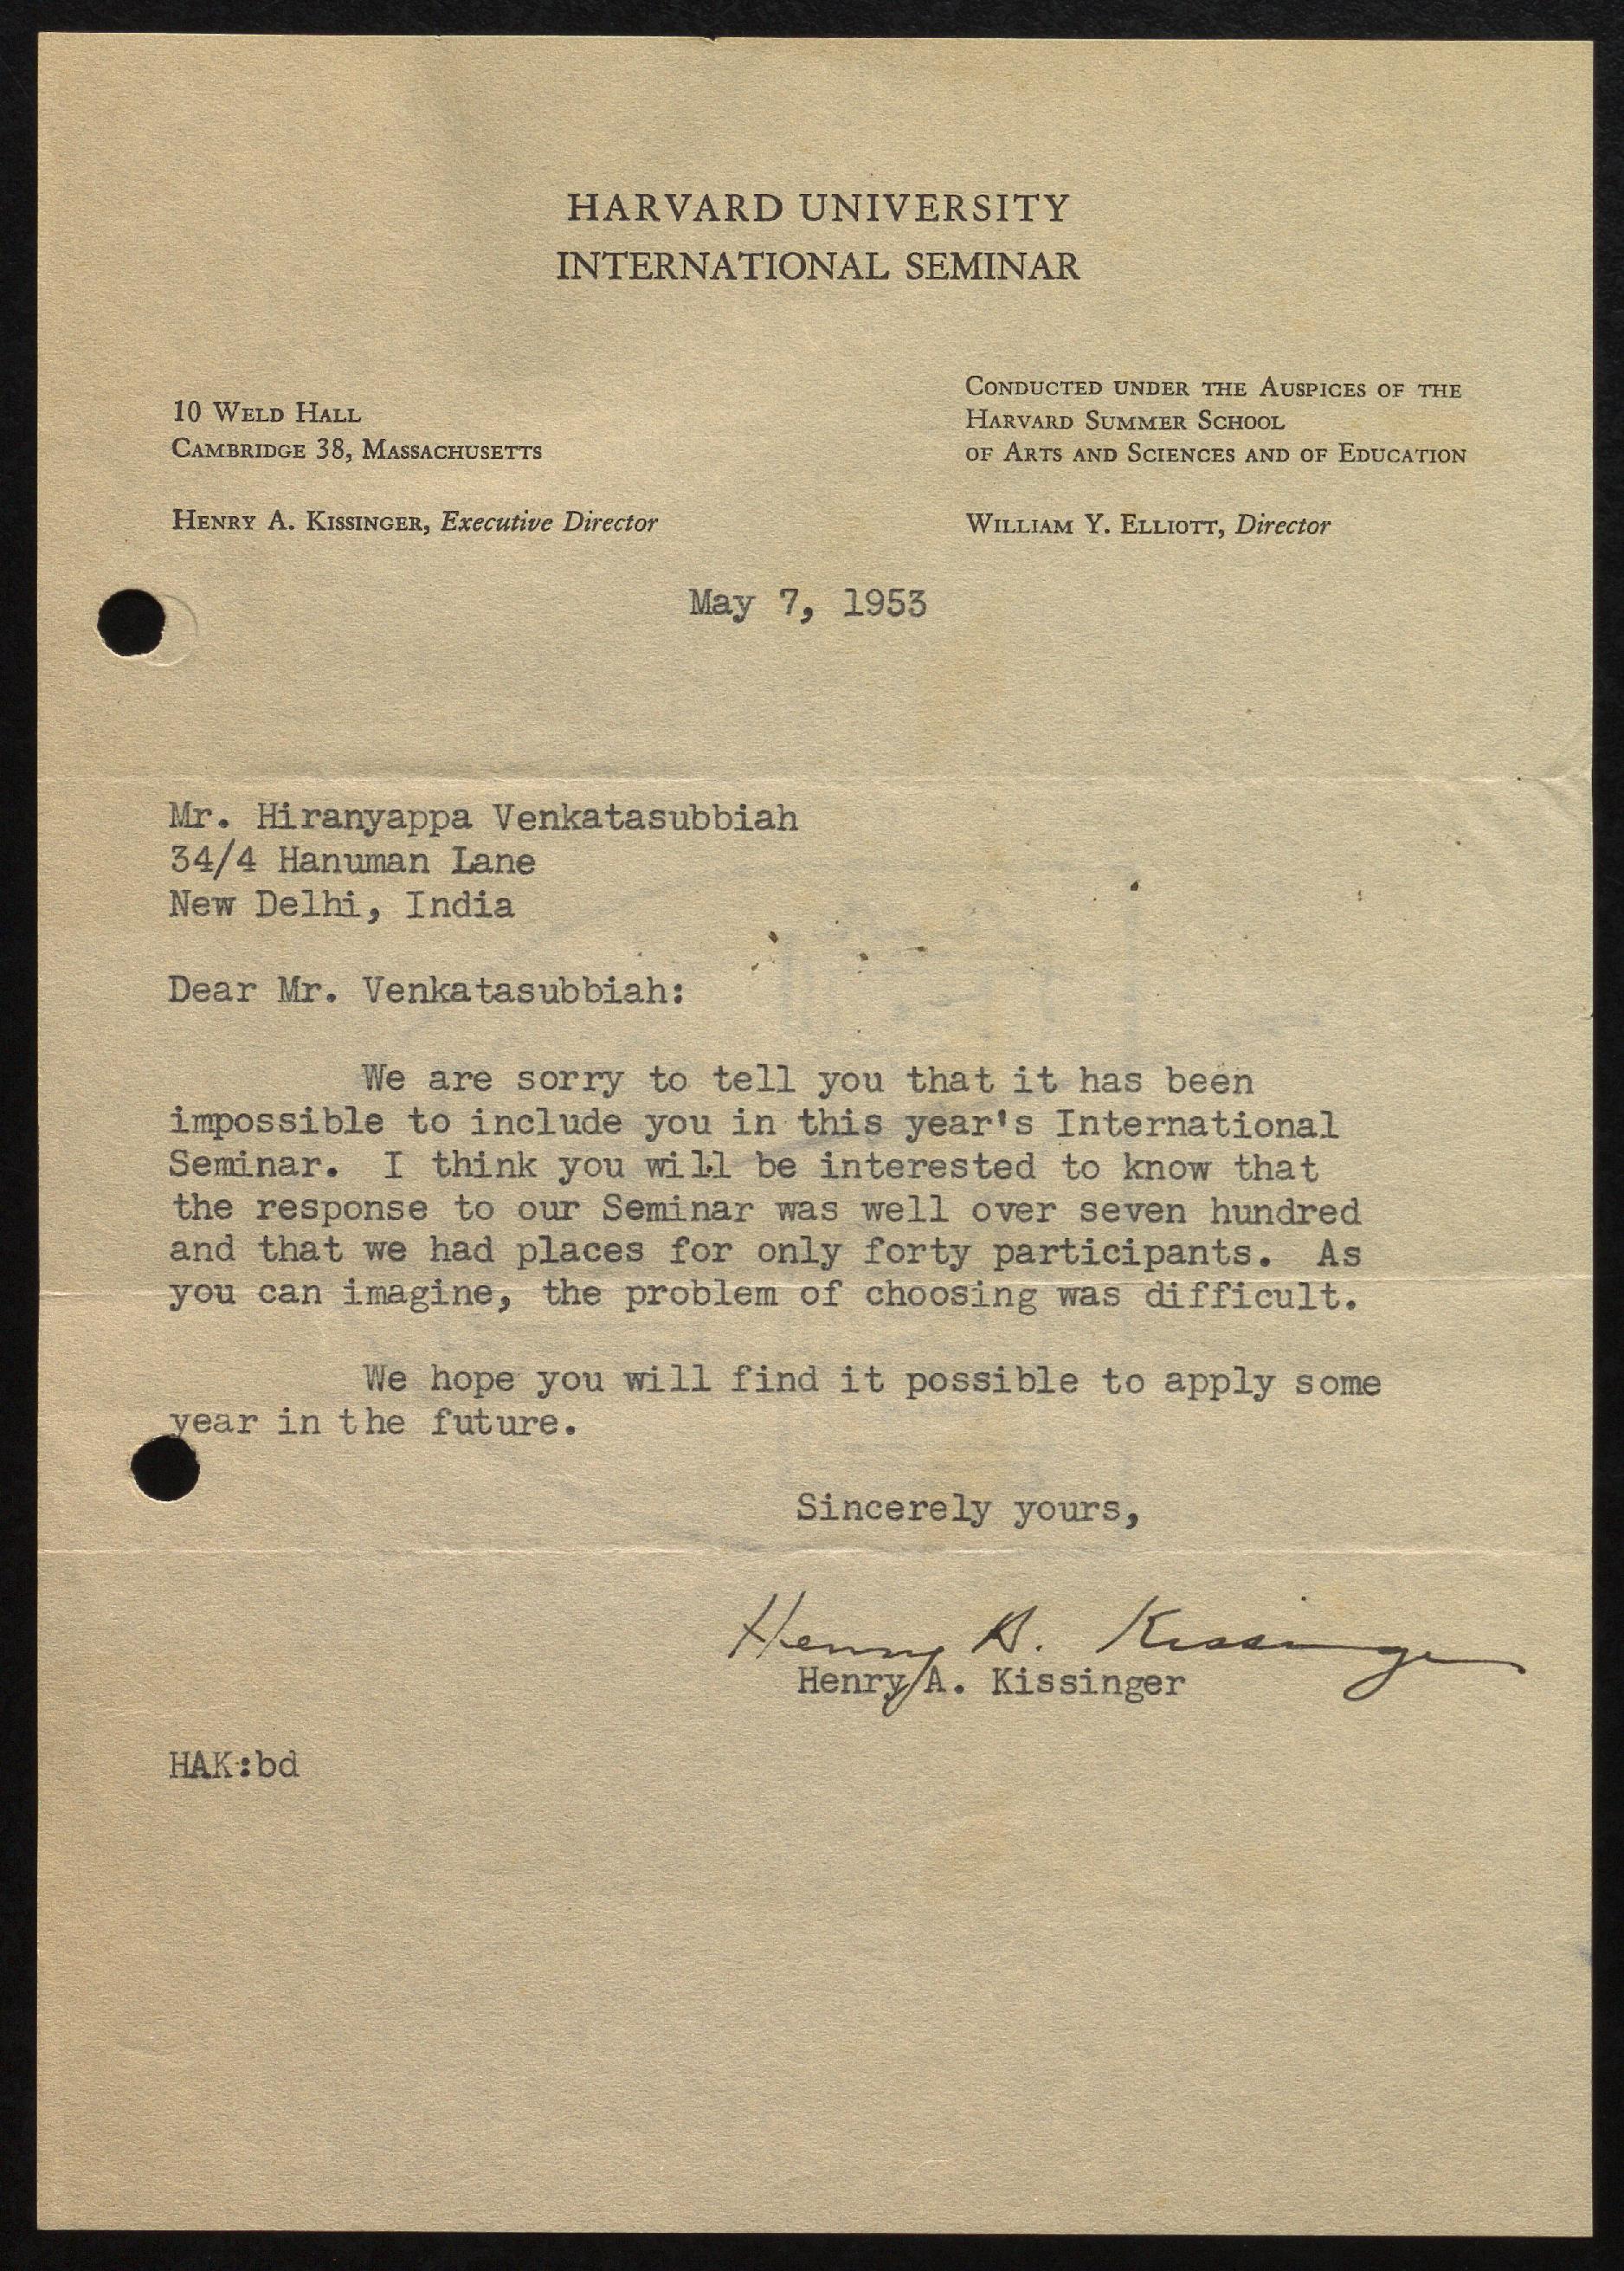 HARVARD UNIVERSITY
INTERNATIONAL SEMINAR
10 WELD HALL
CAMBRIDGE 38, MASSACHUSETTS
HENRY A. KISSINGER, Executive Director
CONDUCTED UNDER THE AUSPICES OF THE
HARVARD SUMMER SCHOOL
OF ARTS AND SCIENCES AND OF EDUCATION
WILLIAM Y. ELLIOTT, Director
May 7, 1953
Mr. Hiranyappa Venkatasubbiah
34/4 Hanuman Lane
New Delhi, India
Dear Mr. Venkatasubbiah:
We are sorry to tell you that it has been
impossible to include you in this year's International
Seminar. I think you will be interested to know that
the response to our Seminar was well over seven hundred
and that we had places for only forty participants. As
you can imagine, the problem of choosing was difficult.
We hope you will find it possible to apply some
year in the future.
Sincerely yours,
Henry A. Kissinger
Henry A. Kissinger
HAK:bd